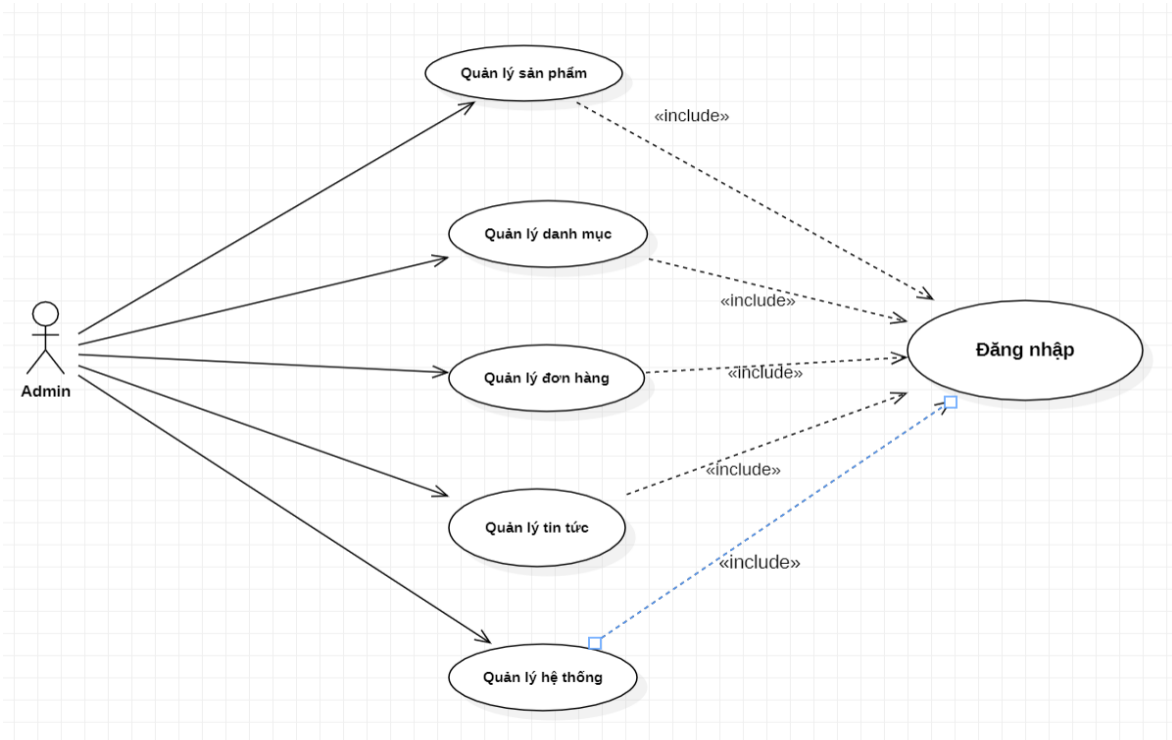 Quản lý sản phẩm
«include»
Quản lý danh mục
«include»
Đăng nhập
Admin
Quản lý đơn hàng
«include»
«include»
Quản lý tin tức
«include»
Quản lý hệ thống